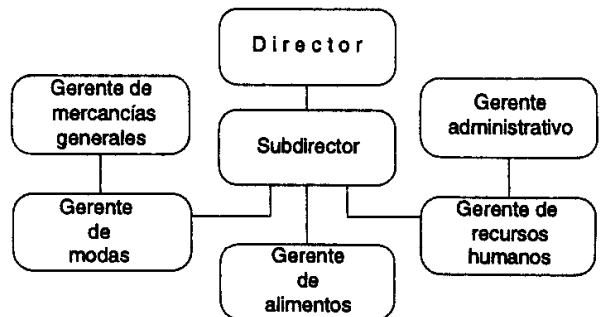 Director
Gerente de
mercancías
generales
Subdirector
Gerente
administrativo
Gerente
de
modas
Gerente
de
alimentos
Gerente de
recursos
humanos